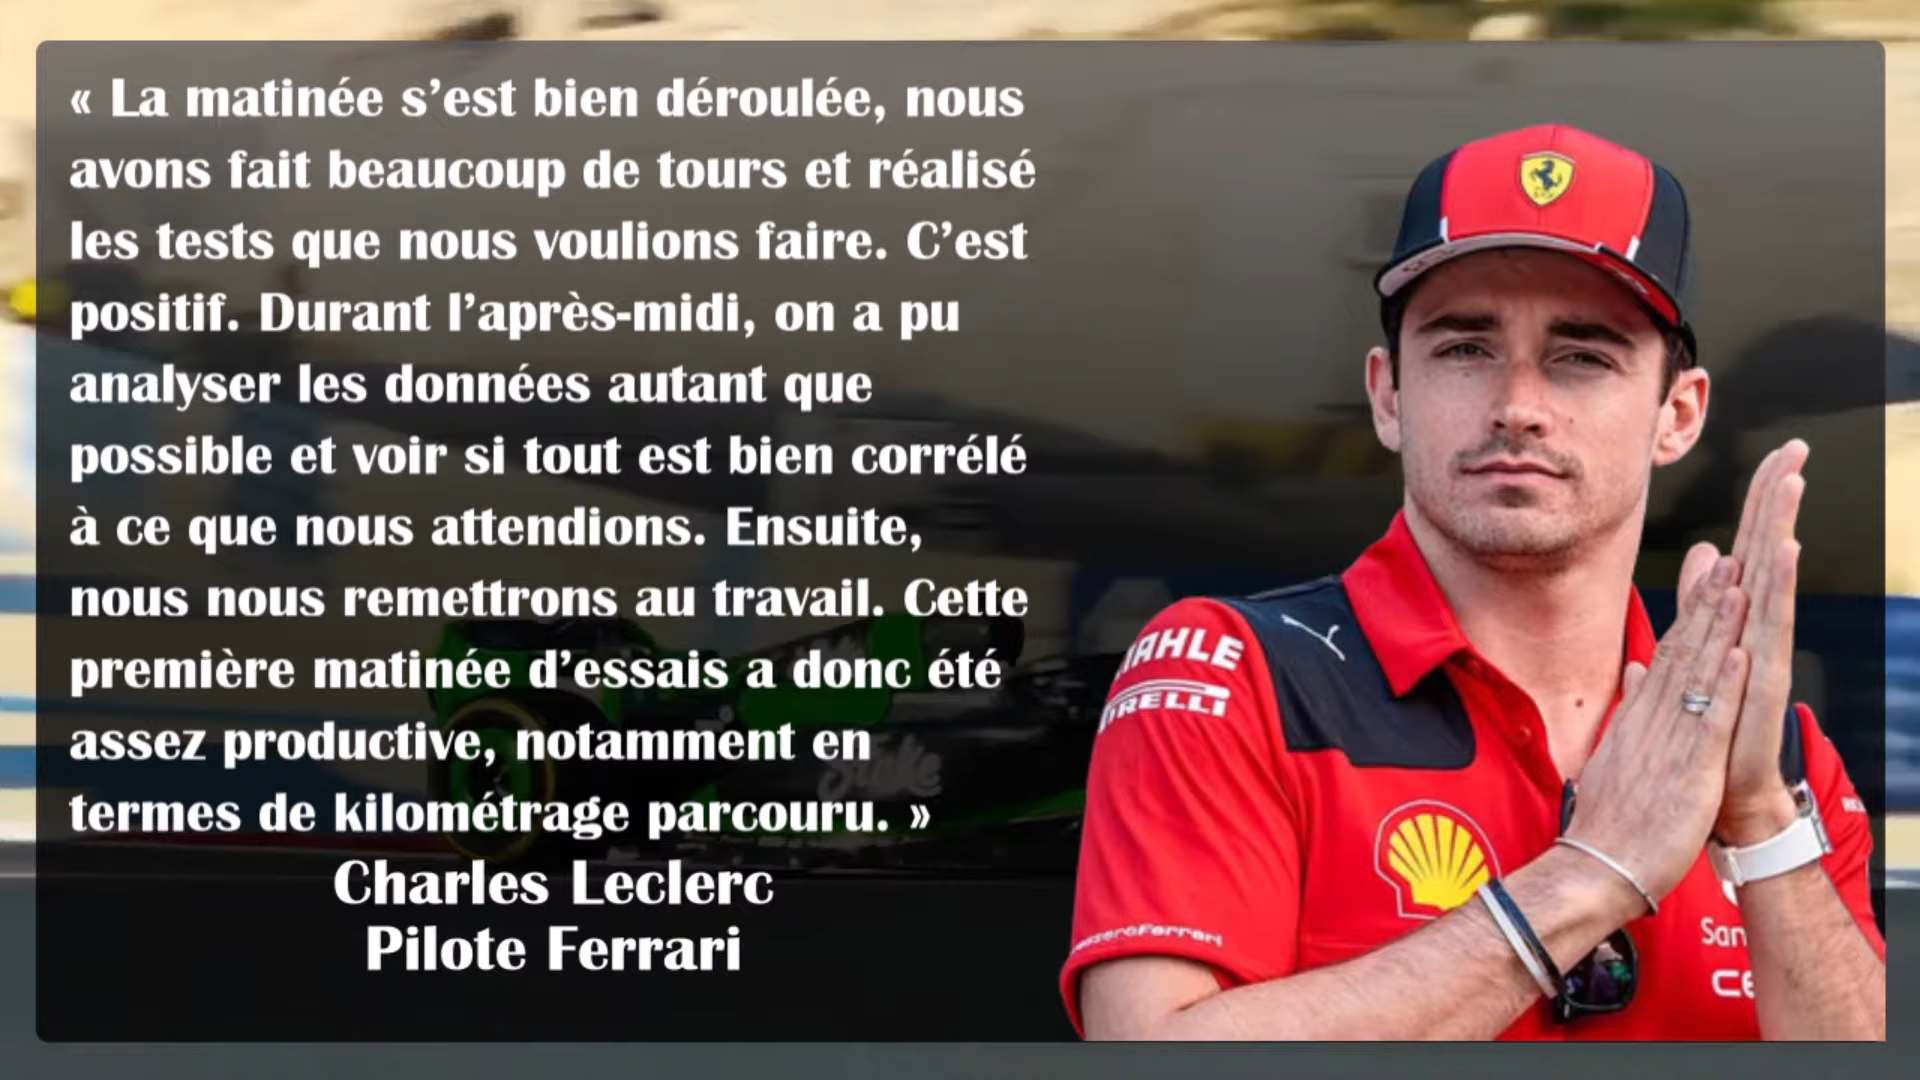 « La matinée s’est bien déroulée, nous
avons fait beaucoup de tours et réalisé
les tests que nous voulions faire. C’est
positif. Durant l’après-midi, on a pu
analyser les données autant que
possible et voir si tout est bien corrélé
à ce que nous attendions. Ensuite,
nous nous remettrons au travail. Cette
première matinée d’essais a donc été
assez productive, notamment en
termes de kilométrage parcouru. »
Charles Leclerc
Pilote Ferrari
Stake
MAHLE
PIRELLI